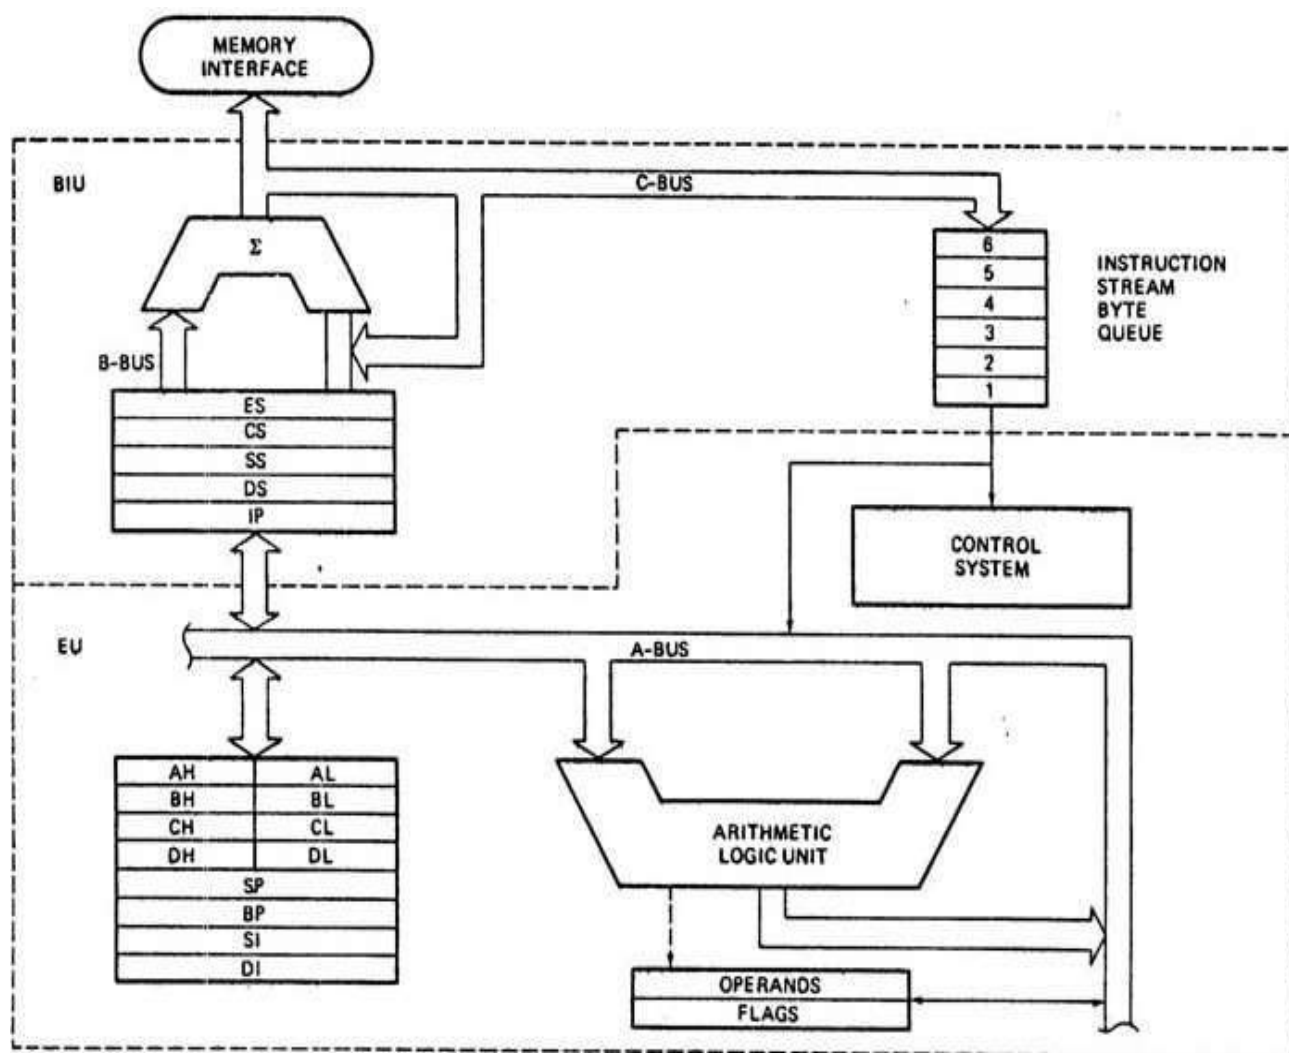 MEMORY
INTERFACE
BIU
C-BUS
Σ
6
5
4
3
2
1
INSTRUCTION
STREAM
BYTE
QUEUE
B-BUS
ES
CS
SS
DS
IP
CONTROL
SYSTEM
EU
A-BUS
AH AL
BH BL
CH CL
DH DL
SP
BP
SI
DI
ARITHMETIC
LOGIC UNIT
OPERANDS
FLAGS